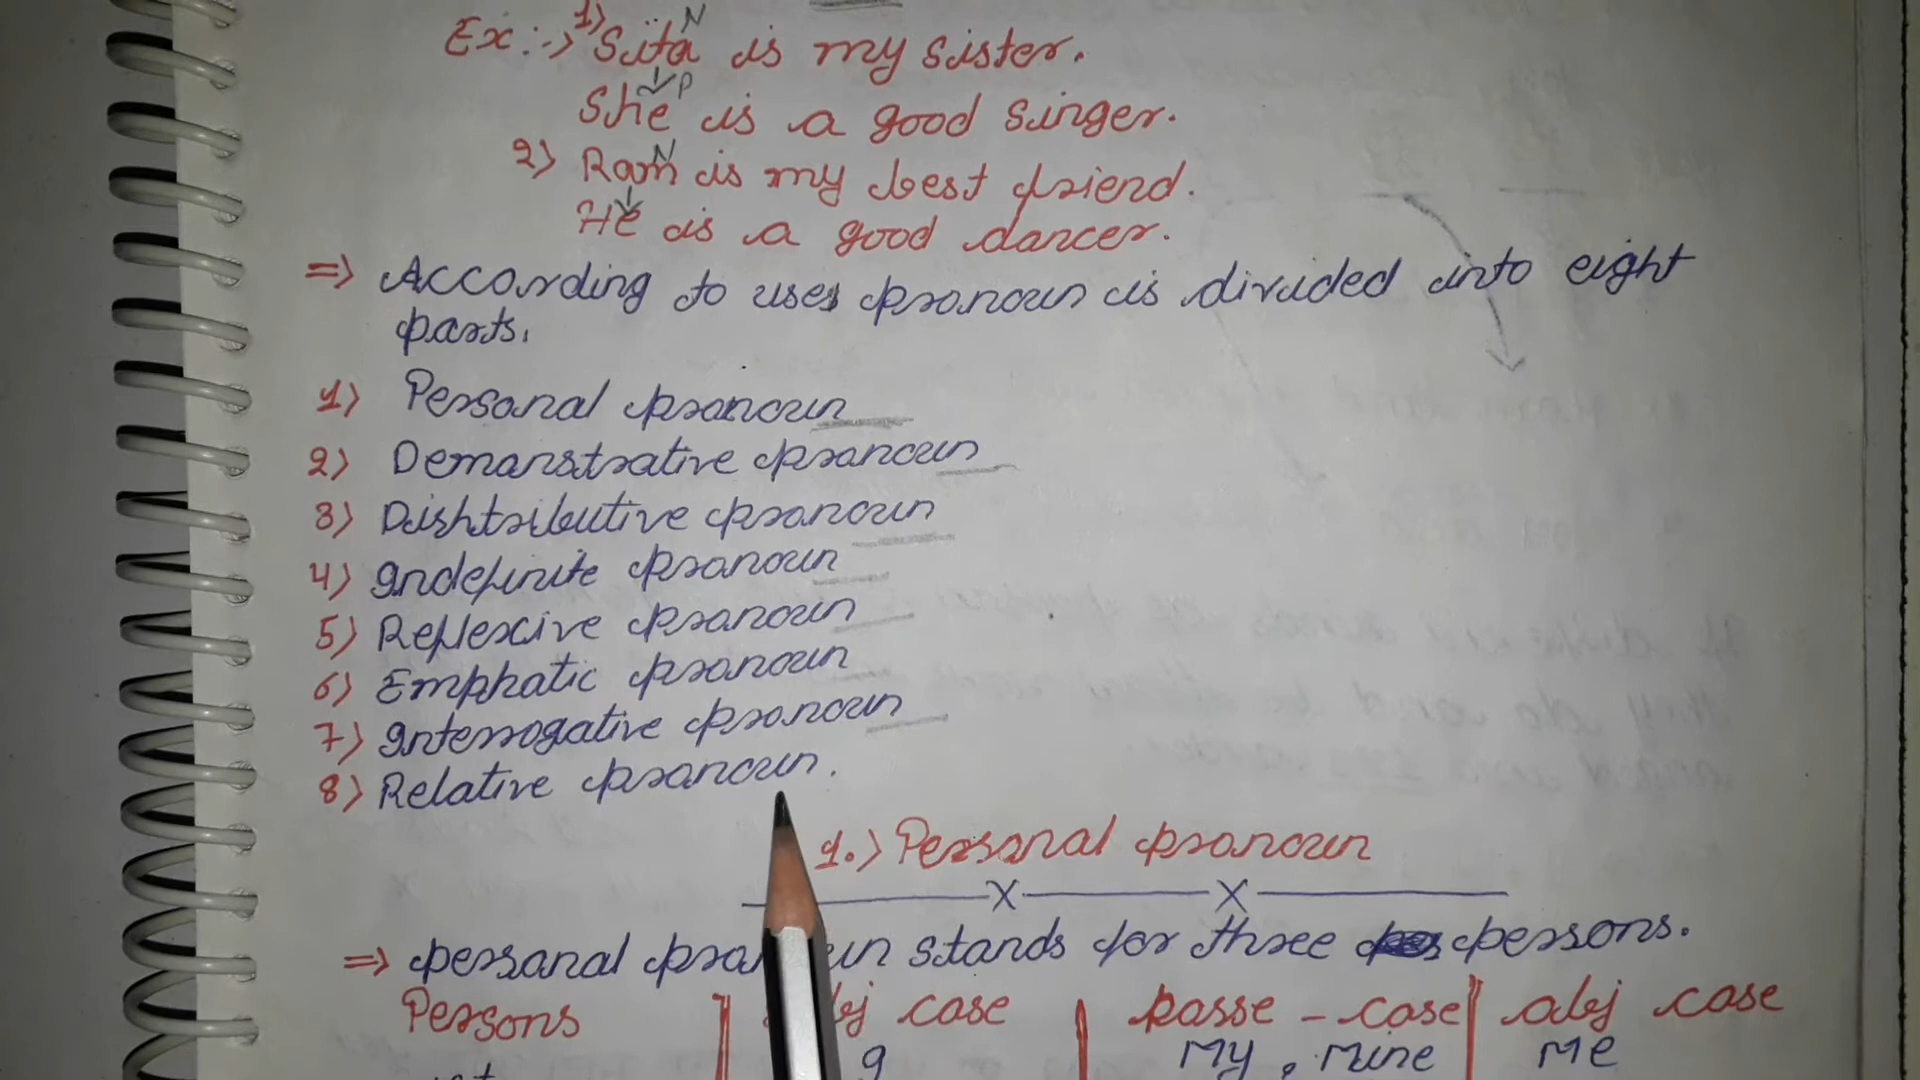 Ex:-> 1) Sita N is my sister.
↓ P
She is a good singer.
2) Ram N is my best friend.
↓
He is a good dancer.
=> According to uses pronoun is divided into eight
parts.
1) Personal pronoun
2) Demanstrative pronoun
3) Dishtributive pronoun
4) Indefinite pronoun
5) Reflexive pronoun
6) Emphatic pronoun
7) Interrogative pronoun
8) Relative pronoun.
1.) Personal pronoun
x x
=> personal stands for three persons.
Persons | case | Posse - case | obj case
I My, Mine Me